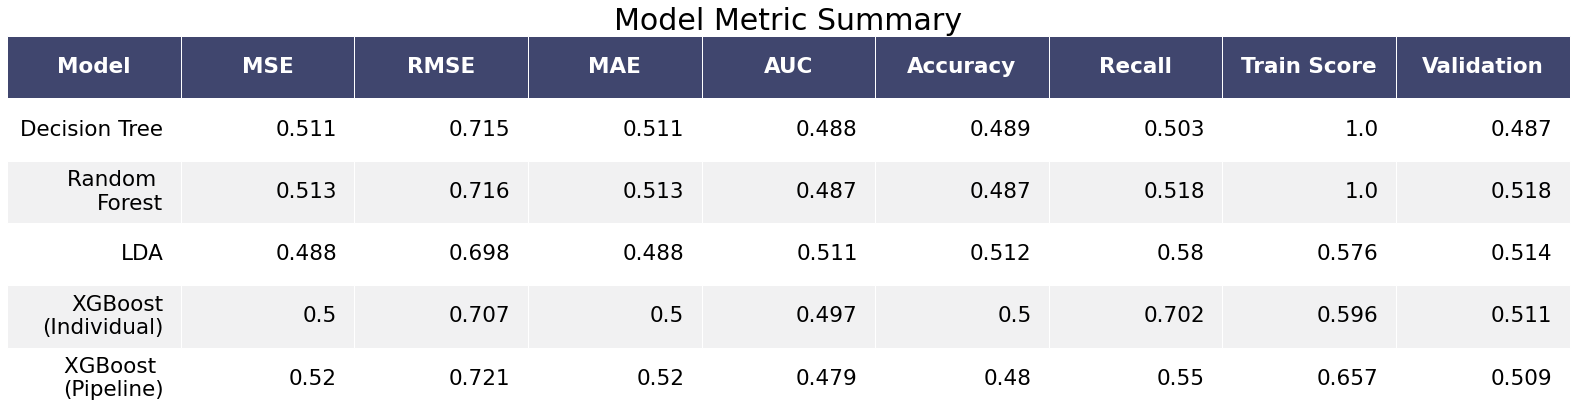 Model Metric Summary
Model MSE RMSE MAE AUC Accuracy Recall Train Score Validation
Decision Tree 0.511 0.715 0.511 0.488 0.489 0.503 1.0 0.487
Random
Forest 0.513 0.716 0.513 0.487 0.487 0.518 1.0 0.518
LDA 0.488 0.698 0.488 0.511 0.512 0.58 0.576 0.514
XGBoost
(Individual) 0.5 0.707 0.5 0.497 0.5 0.702 0.596 0.511
XGBoost
(Pipeline) 0.52 0.721 0.52 0.479 0.48 0.55 0.657 0.509